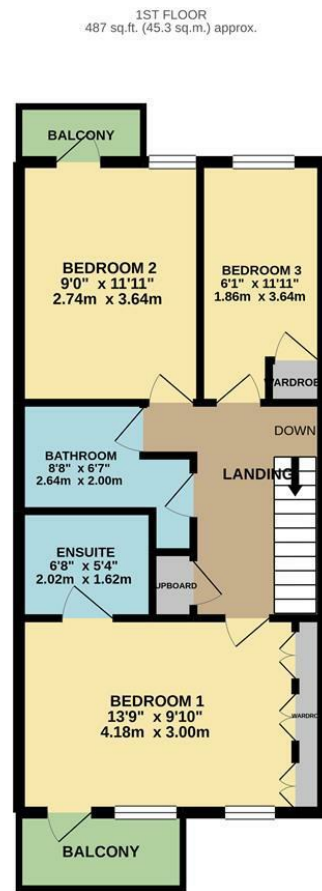 1ST FLOOR
487 sq.ft. (45.3 sq.m.) approx.
BALCONY
BEDROOM 2
9'0" x 11'11"
2.74m x 3.64m
BEDROOM 3
6'1" x 11'11"
1.86m x 3.64m
WARDROBE
DOWN
BATHROOM
8'8" x 6'7"
2.64m x 2.00m
LANDING
ENSUITE
6'8" x 5'4"
2.02m x 1.62m
UPBOARD
BEDROOM 1
13'9" x 9'10"
4.18m x 3.00m
WARDRO
BALCONY